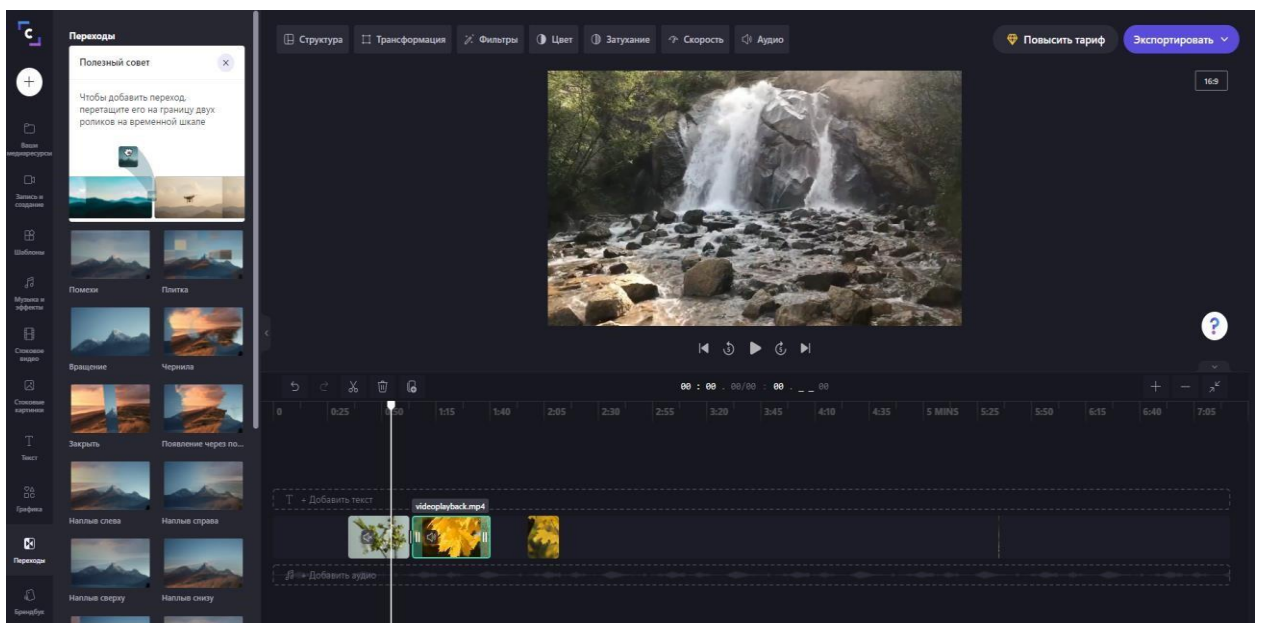 C
Переходы
Структура
Трансформация
Фильтры
Цвет
Затухание
Скорость
Аудио
Повысить тариф
Экспортировать
16:9
Полезный совет
Чтобы добавить переход,
перетащите его на границу двух
роликов на временной шкале
Ваши
медиаресурсы
Запись и
создание
Шаблоны
Музыка и
эффекты
Стоковое
видео
Стоковые
картинки
Текст
Графика
Переходы
Брендбук
Помехи
Плитка
Вращение
Чернила
Закрыть
Появление через по...
Наплыв слева
Наплыв справа
Наплыв сверху
Наплыв снизу
?
5
5
00 : 00 . 00/00 : 00 . _ _ 00
0 0:25 0:50 1:15 1:40 2:05 2:30 2:55 3:20 3:45 4:10 4:35 5 MINS 5:25 5:50 6:15 6:40 7:05
T + Добавить текст
videoplayback.mp4
+ Добавить аудио